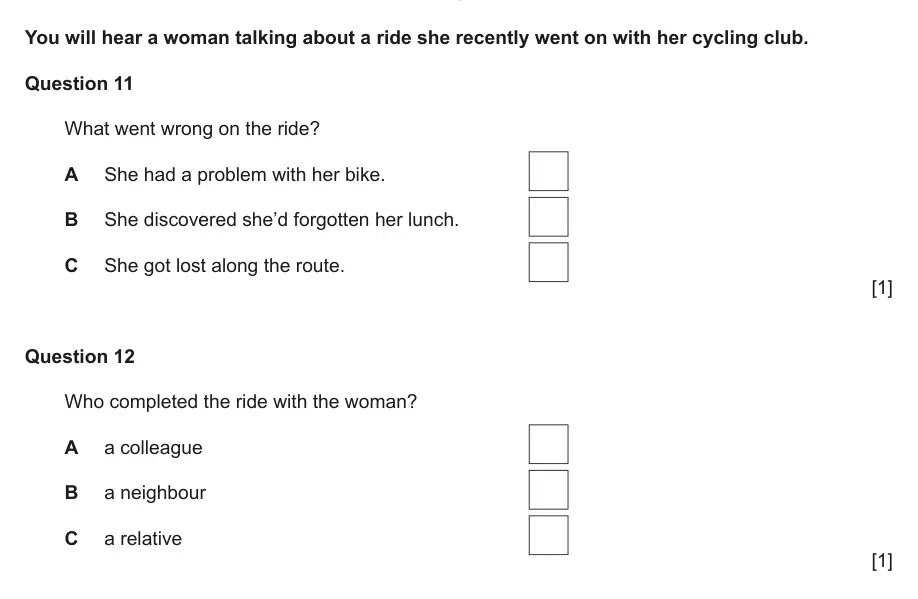 You will hear a woman talking about a ride she recently went on with her cycling club.
Question 11
What went wrong on the ride?
A She had a problem with her bike.
B She discovered she’d forgotten her lunch.
C She got lost along the route.
[1]
Question 12
Who completed the ride with the woman?
A a colleague
B a neighbour
C a relative
[1]